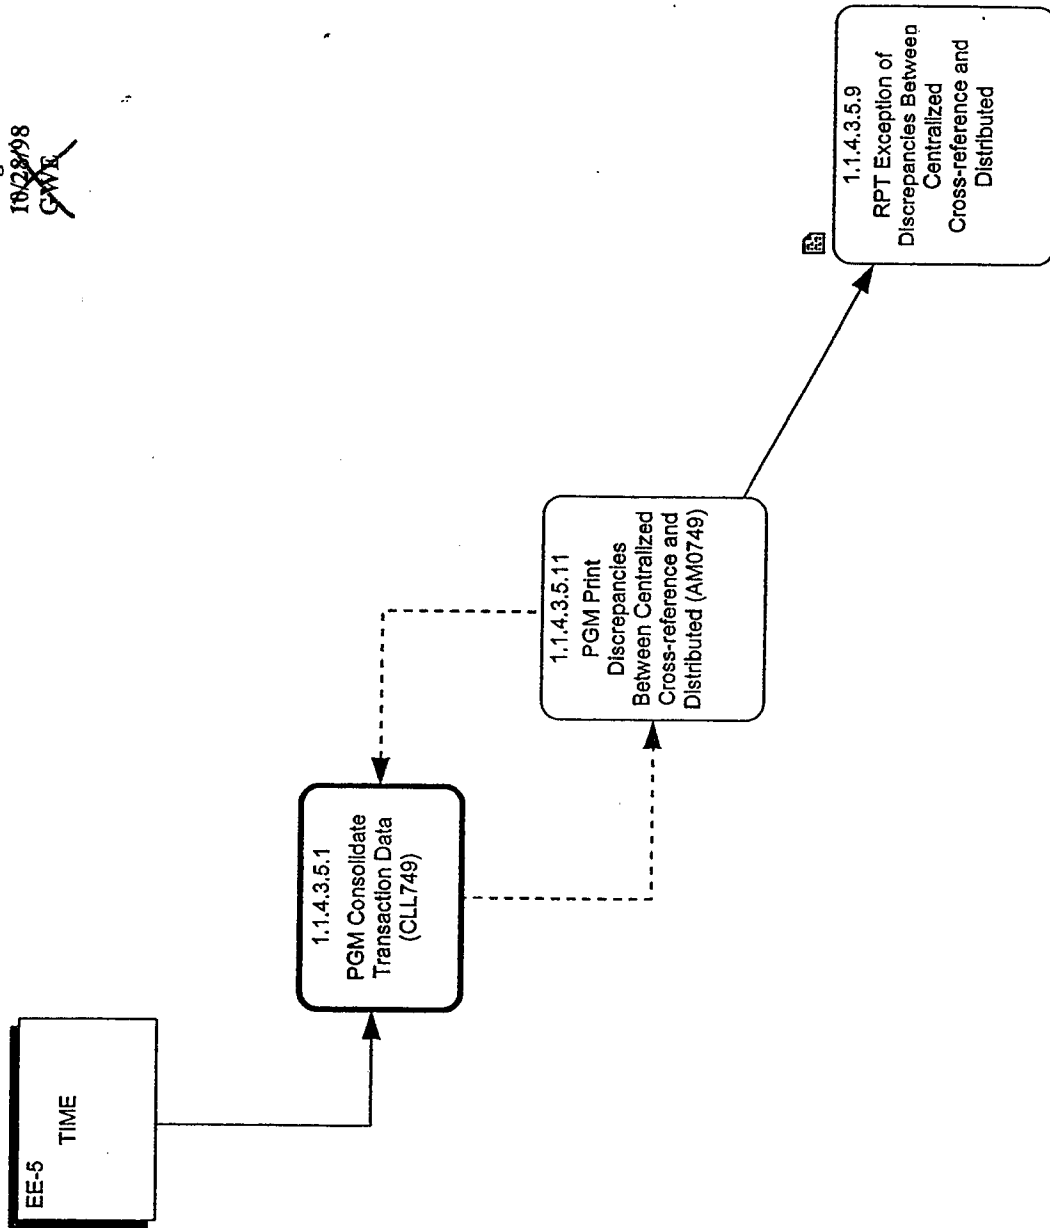 10/28/98
GWE
EE-5
TIME
1.1.4.3.5.1
PGM Consolidate
Transaction Data
(CLL749)
1.1.4.3.5.11
PGM Print
Discrepancies
Between Centralized
Cross-reference and
Distributed (AM0749)
1.1.4.3.5.9
RPT Exception of
Discrepancies Between
Centralized
Cross-reference and
Distributed